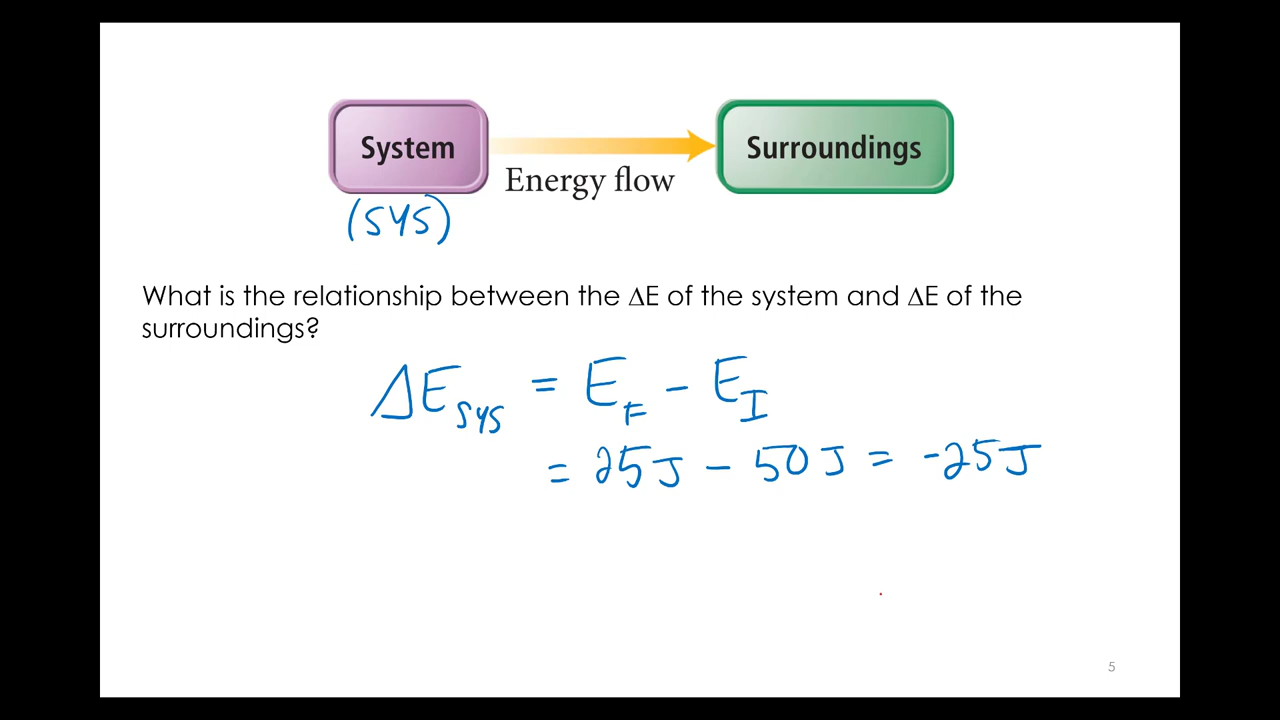 System
Energy flow
Surroundings
(SYS)
What is the relationship between the ΔE of the system and ΔE of the
surroundings?
ΔE_SYS = E_F - E_I
= 25J - 50J = -25J
5